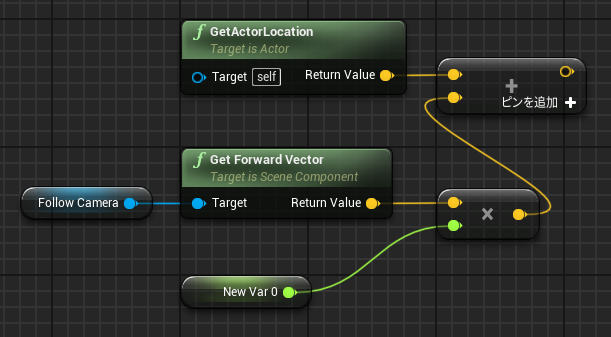 GetActorLocation
Target is Actor
Target self Return Value
ピンを追加
Get Forward Vector
Target is Scene Component
Follow Camera Target Return Value
New Var 0